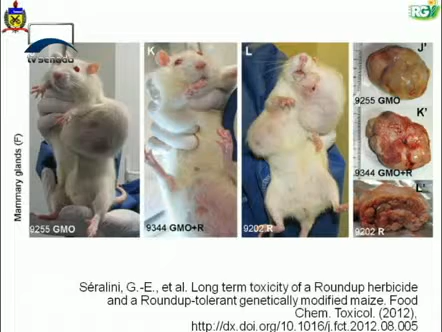 RG
tv Senado
K
L
J'
9255 GMO
K'
9344 GMO+R
L'
9202 R
Mammary glands (F)
9255 GMO
9344 GMO+R
9202 R
Séralini, G.-E., et al. Long term toxicity of a Roundup herbicide
and a Roundup-tolerant genetically modified maize. Food
Chem. Toxicol. (2012),
http://dx.doi.org/10.1016/j.fct.2012.08.005